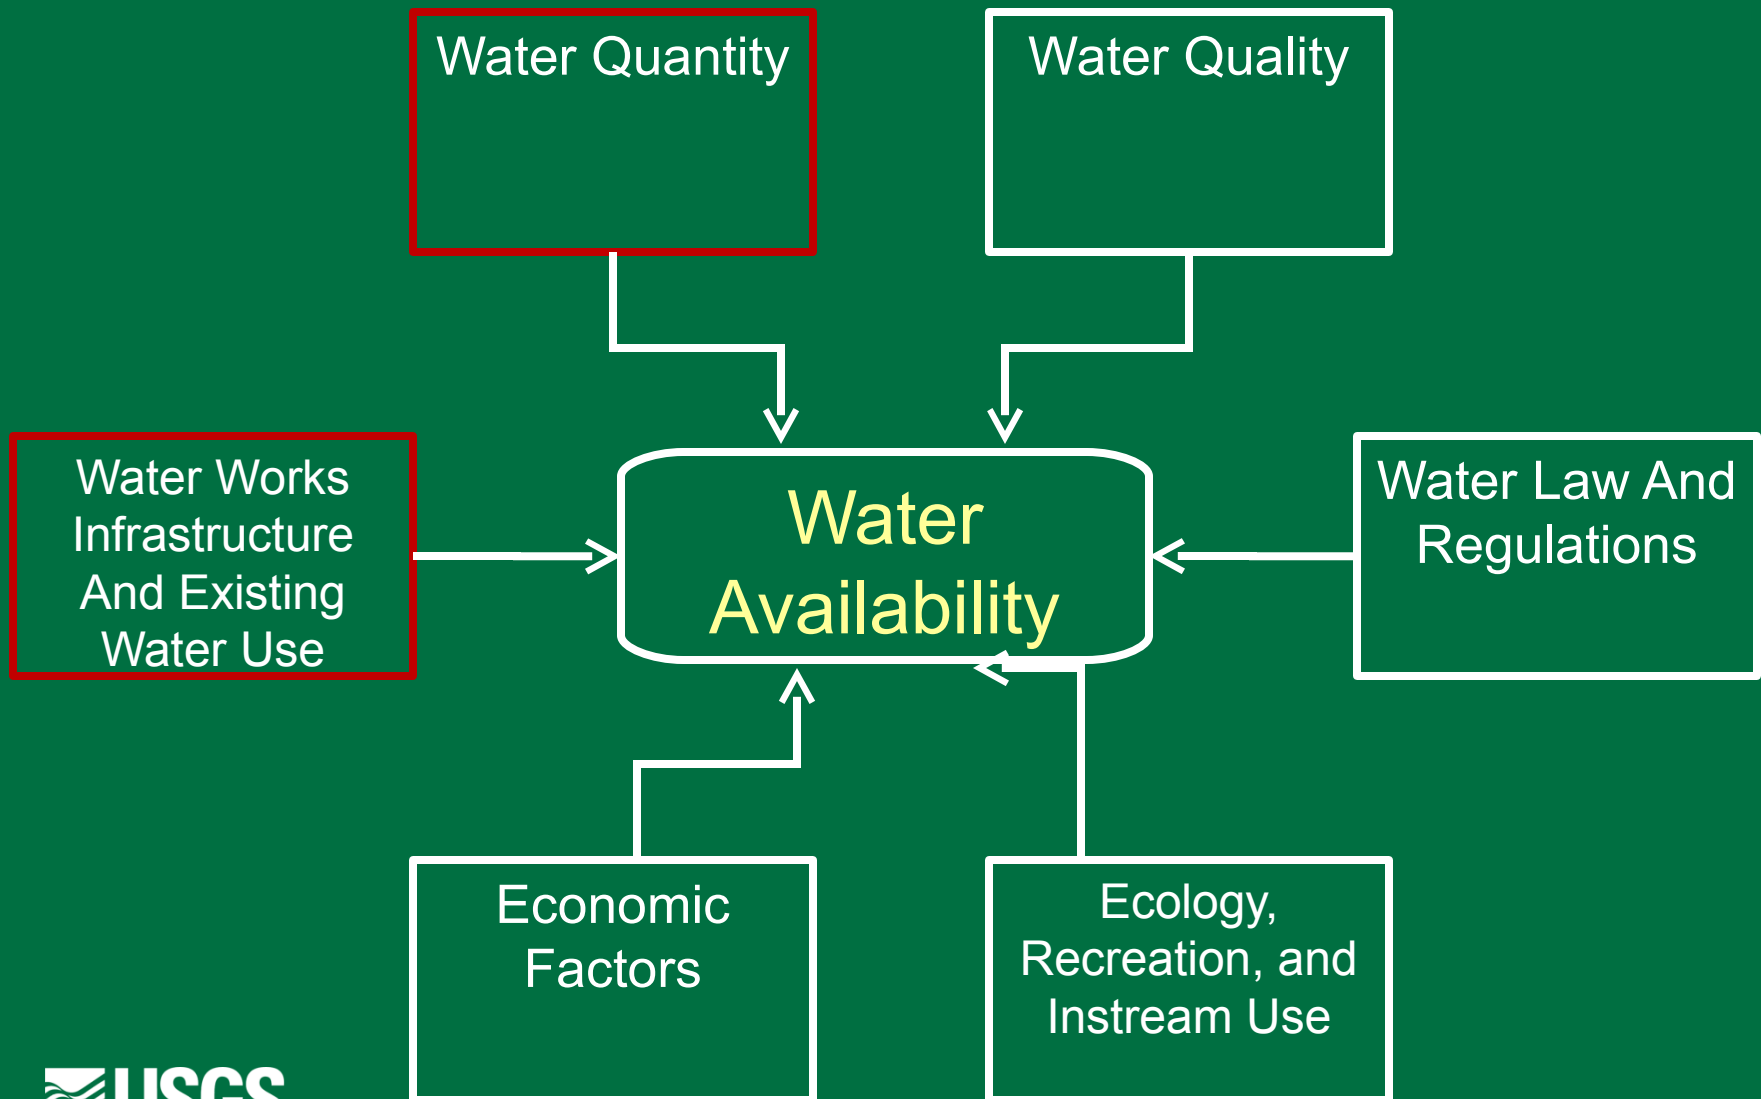 Water Quantity
Water Quality
Water Works
Infrastructure
And Existing
Water Use
Water
Availability
Water Law And
Regulations
Economic
Factors
Ecology,
Recreation, and
Instream Use
USGS